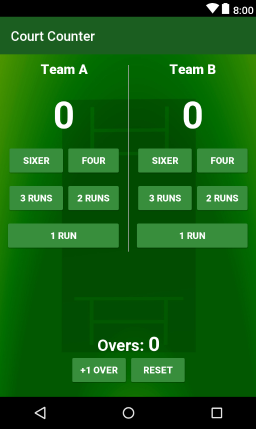 8:00
Court Counter
Team A Team B
0 0
SIXER FOUR SIXER FOUR
3 RUNS 2 RUNS 3 RUNS 2 RUNS
1 RUN 1 RUN
Overs: 0
+1 OVER RESET